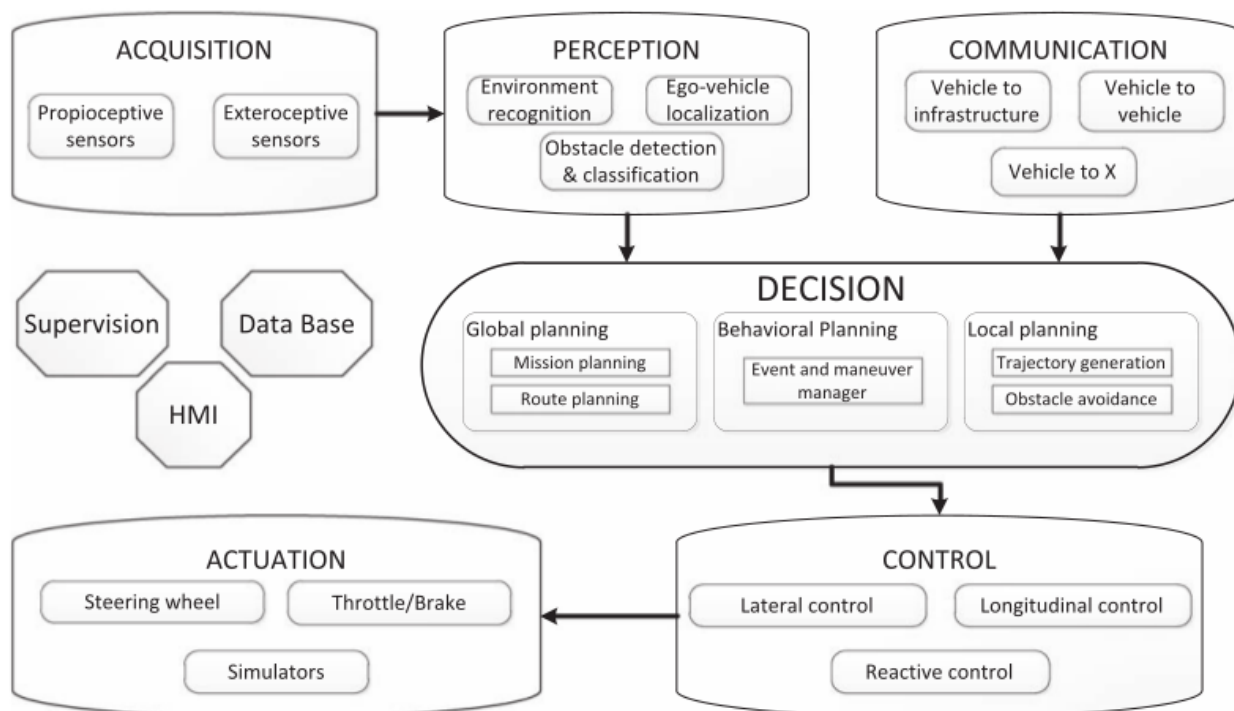 ACQUISITION
Propioceptive
sensors
Exteroceptive
sensors
PERCEPTION
Environment
recognition
Ego-vehicle
localization
Obstacle detection
& classification
COMMUNICATION
Vehicle to
infrastructure
Vehicle to
vehicle
Vehicle to X
Supervision
Data Base
HMI
DECISION
Global planning
Mission planning
Route planning
Behavioral Planning
Event and maneuver
manager
Local planning
Trajectory generation
Obstacle avoidance
ACTUATION
Steering wheel
Throttle/Brake
Simulators
CONTROL
Lateral control
Longitudinal control
Reactive control